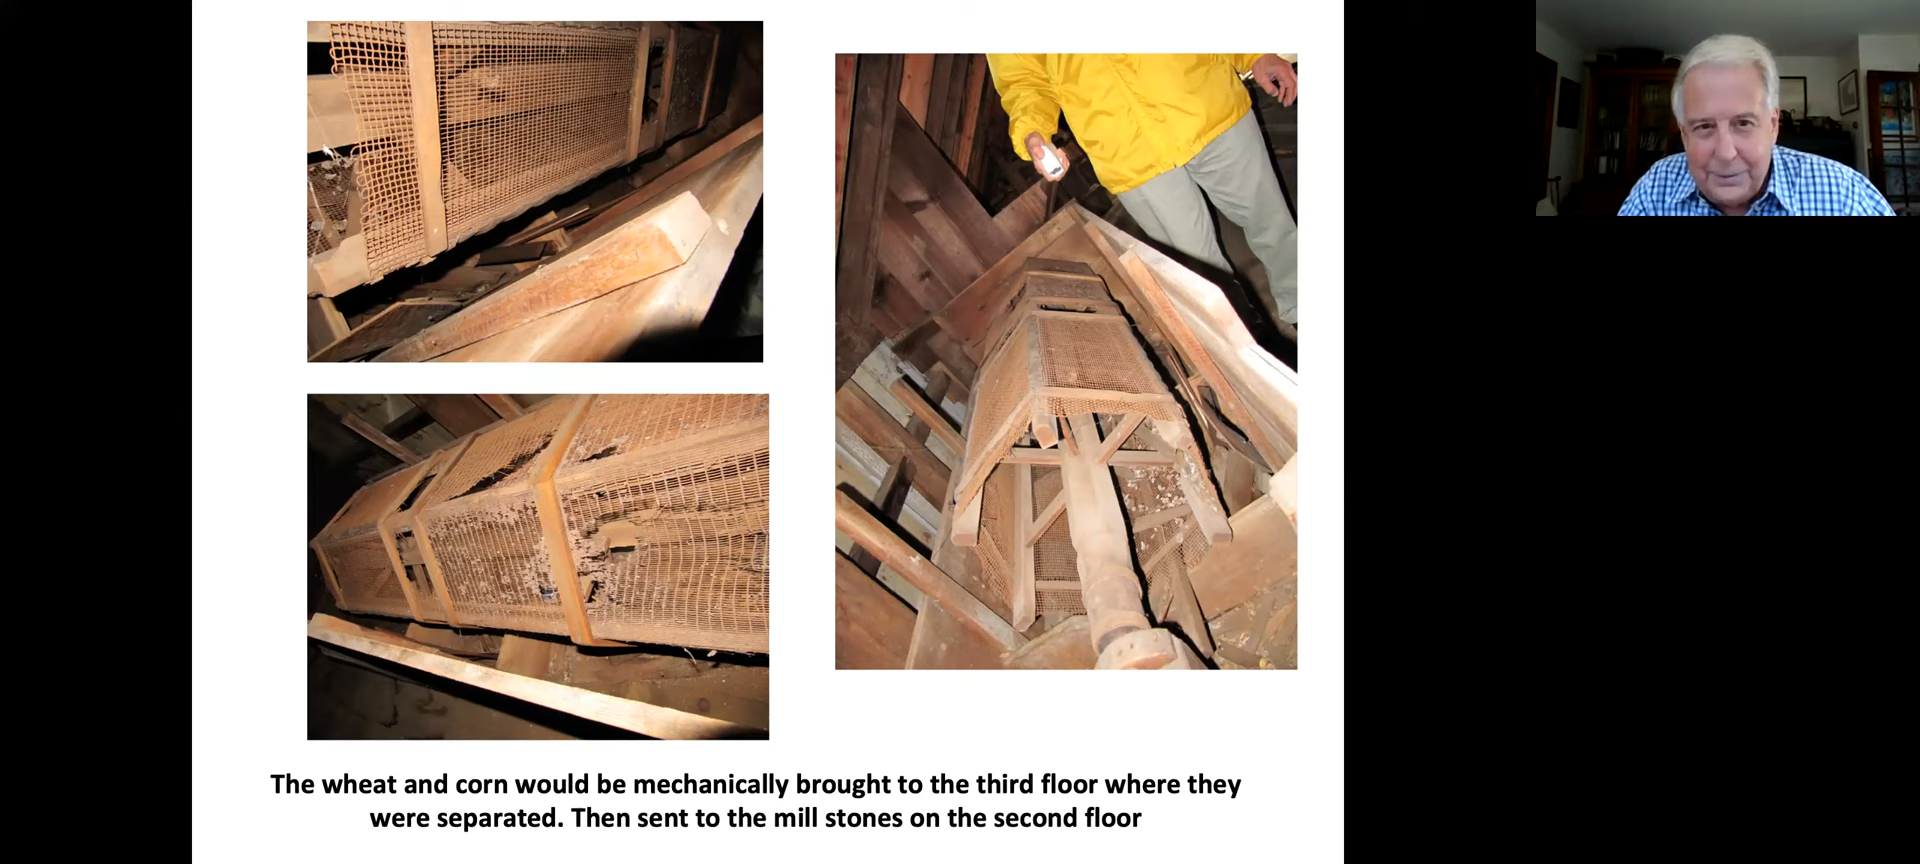 The wheat and corn would be mechanically brought to the third floor where they
were separated. Then sent to the mill stones on the second floor